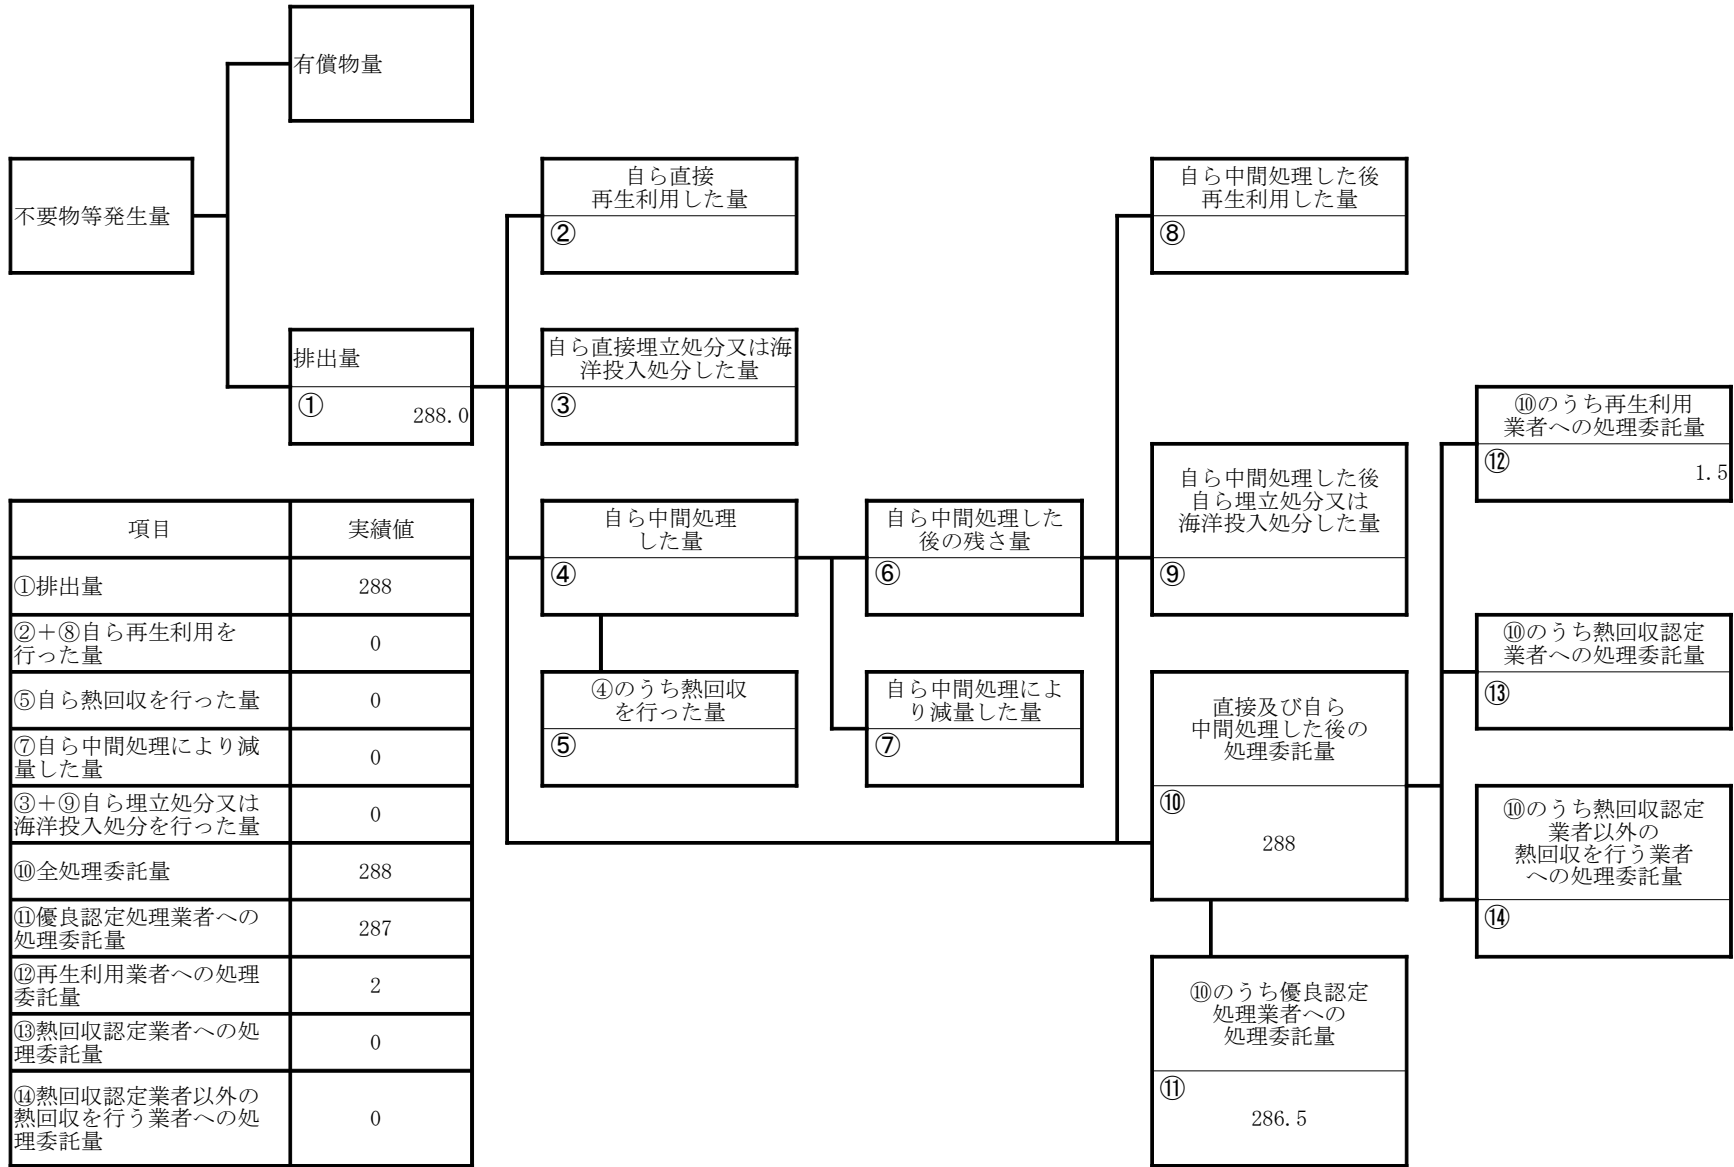 有償物量
不要物等発生量
自ら直接
再生利用した量
②
自ら中間処理した後
再生利用した量
⑧
排出量
①
288.0
自ら直接埋立処分又は海
洋投入処分した量
③
⑩のうち再生利用
業者への処理委託量
⑫
1.5
自ら中間処理
した量
④
自ら中間処理した
後の残さ量
⑥
自ら中間処理した後
自ら埋立処分又は
海洋投入処分した量
⑨
⑩のうち熱回収認定
業者への処理委託量
⑬
④のうち熱回収
を行った量
⑤
自ら中間処理によ
り減量した量
⑦
直接及び自ら
中間処理した後の
処理委託量
⑩
288
⑩のうち熱回収認定
業者以外の
熱回収を行う業者
への処理委託量
⑭
⑩のうち優良認定
処理業者への
処理委託量
⑪
286.5
項目 実績値
①排出量 288
②＋⑧自ら再生利用を
行った量 0
⑤自ら熱回収を行った量 0
⑦自ら中間処理により減
量した量 0
③＋⑨自ら埋立処分又は
海洋投入処分を行った量 0
⑩全処理委託量 288
⑪優良認定処理業者への
処理委託量 287
⑫再生利用業者への処理
委託量 2
⑬熱回収認定業者への処
理委託量 0
⑭熱回収認定業者以外の
熱回収を行う業者への処
理委託量 0